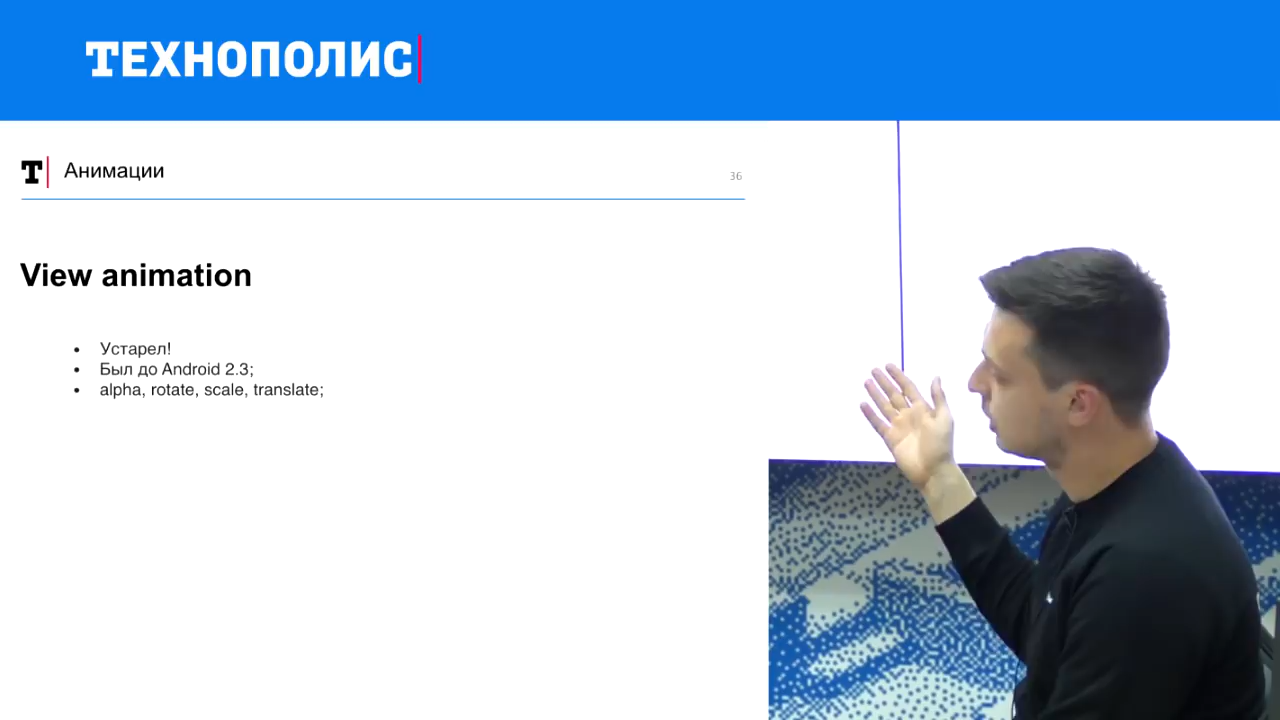 ТЕХНОПОЛИС
Т Анимации
36
View animation
• Устарел!
• Был до Android 2.3;
• alpha, rotate, scale, translate;